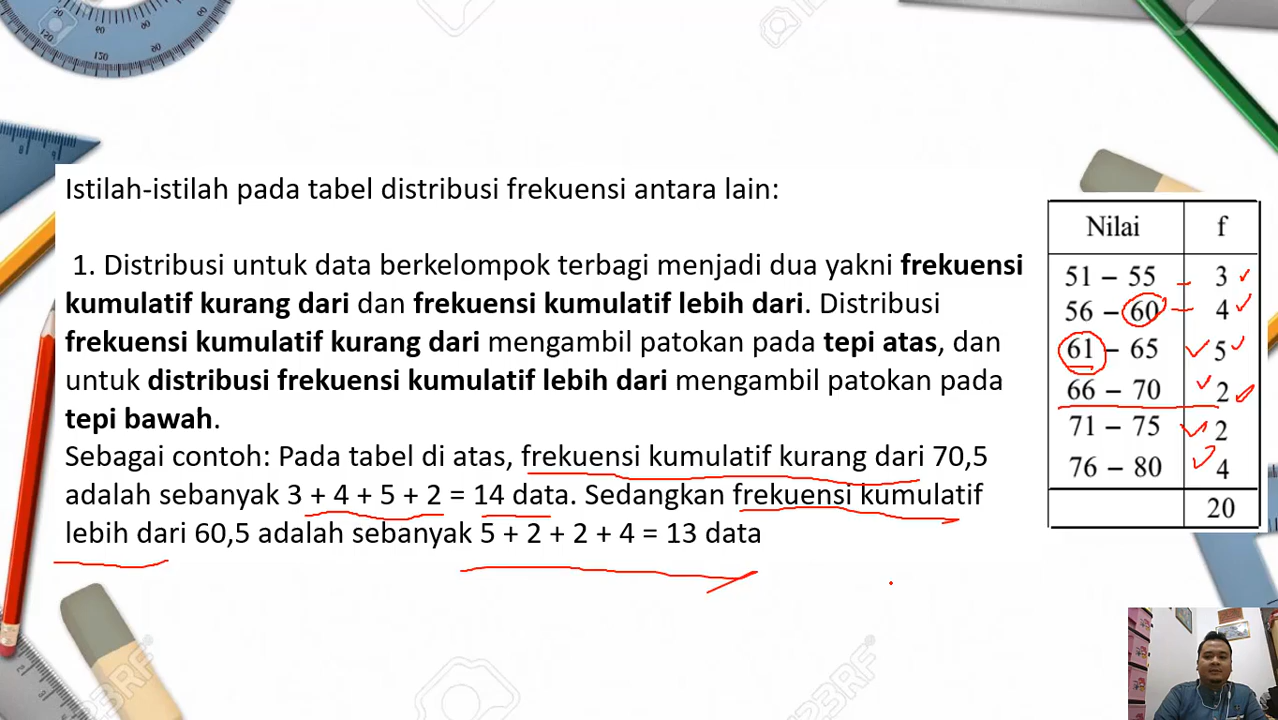 Istilah-istilah pada tabel distribusi frekuensi antara lain:
1. Distribusi untuk data berkelompok terbagi menjadi dua yakni frekuensi
kumulatif kurang dari dan frekuensi kumulatif lebih dari. Distribusi
frekuensi kumulatif kurang dari mengambil patokan pada tepi atas, dan
untuk distribusi frekuensi kumulatif lebih dari mengambil patokan pada
tepi bawah.
Sebagai contoh: Pada tabel di atas, frekuensi kumulatif kurang dari 70,5
adalah sebanyak 3 + 4 + 5 + 2 = 14 data. Sedangkan frekuensi kumulatif
lebih dari 60,5 adalah sebanyak 5 + 2 + 2 + 4 = 13 data
Nilai f
51 – 55 3
56 – 60 4
61 – 65 5
66 – 70 2
71 – 75 2
76 – 80 4
20